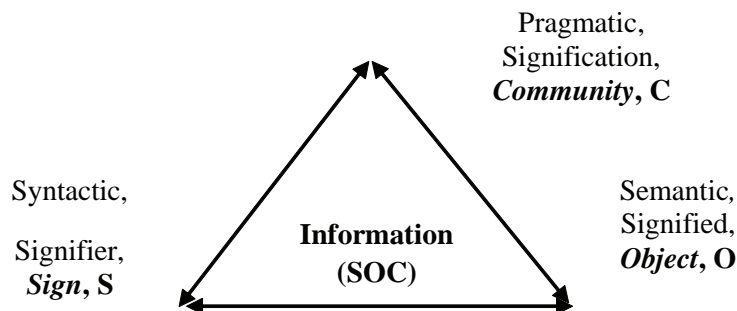 Pragmatic,
Signification,
Community, C
Syntactic,
Signifier,
Sign, S
Information
(SOC)
Semantic,
Signified,
Object, O